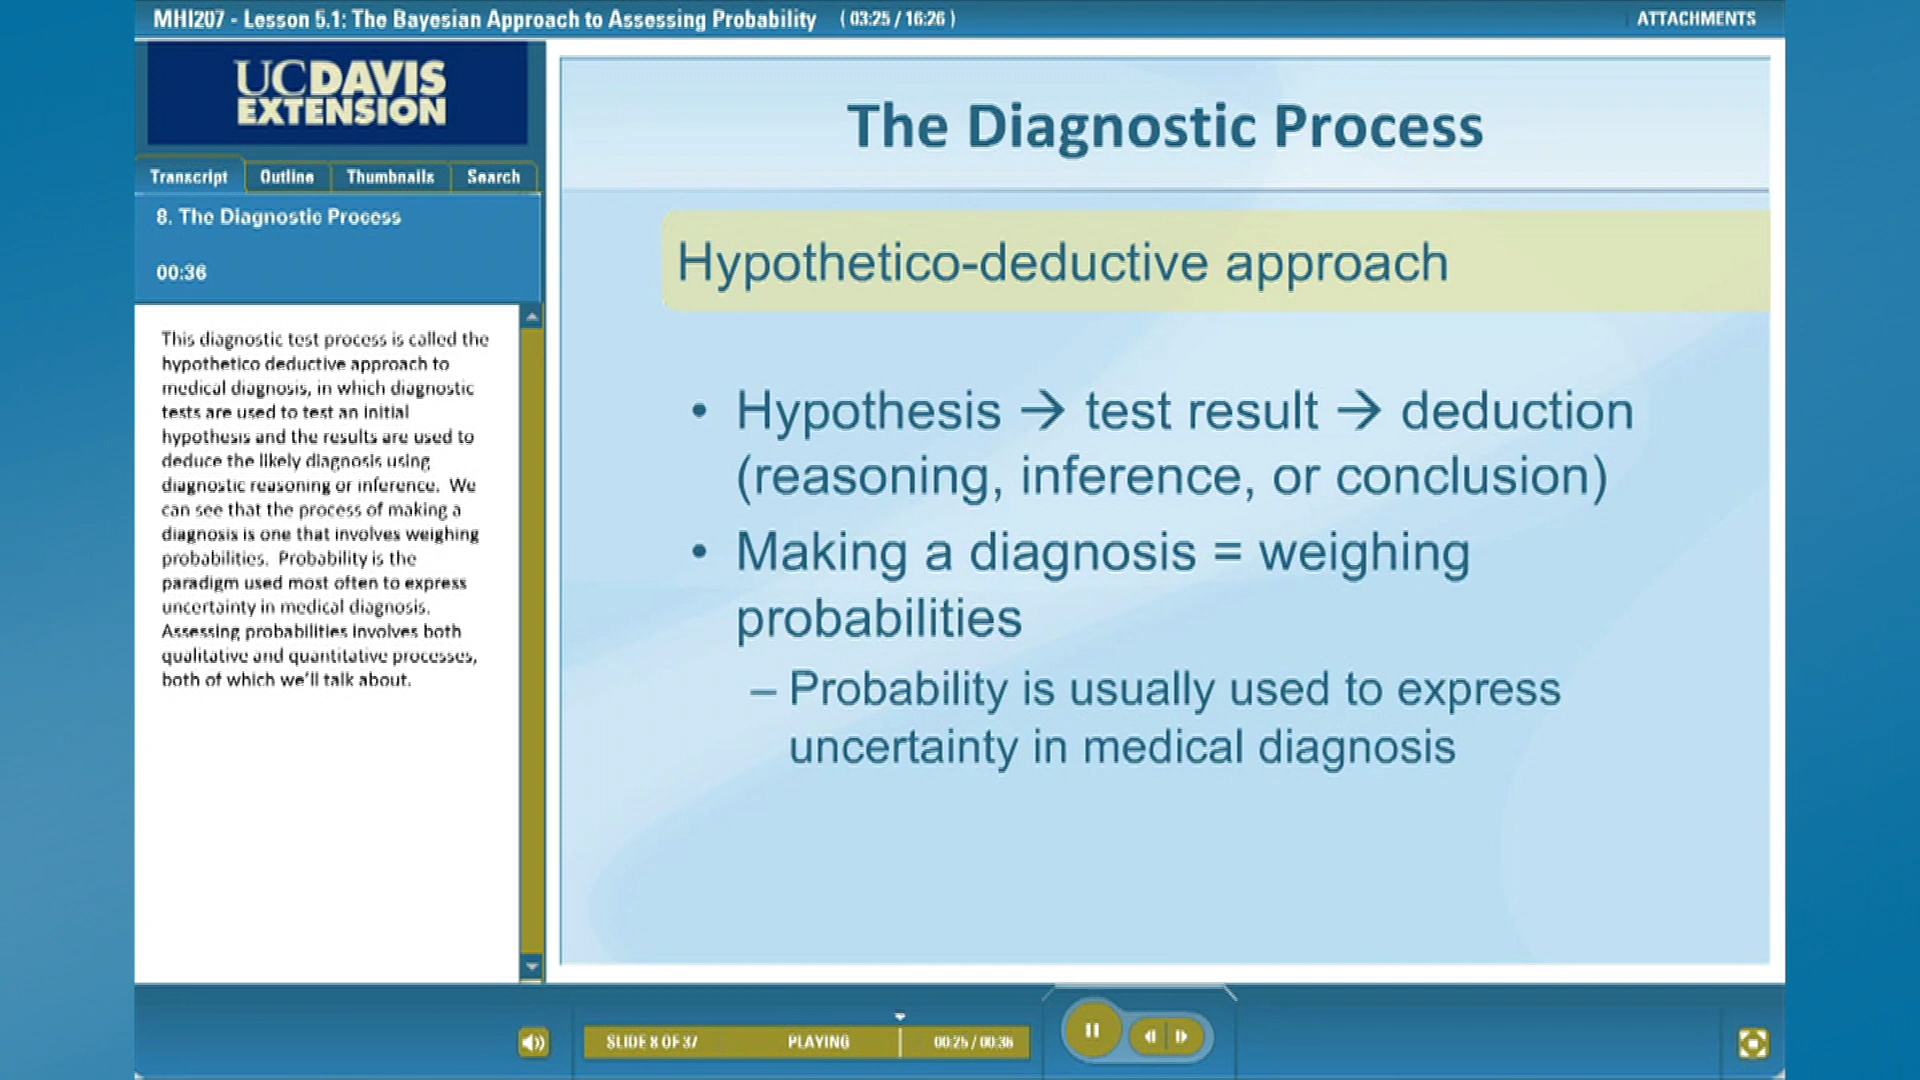 MHI207 - Lesson 5.1: The Bayesian Approach to Assessing Probability ( 03:25 / 16:26 )
ATTACHMENTS
UCDAVIS
EXTENSION
Transcript
Outline
Thumbnails
Search
8. The Diagnostic Process
00:36
This diagnostic test process is called the
hypothetico deductive approach to
medical diagnosis, in which diagnostic
tests are used to test an initial
hypothesis and the results are used to
deduce the likely diagnosis using
diagnostic reasoning or inference. We
can see that the process of making a
diagnosis is one that involves weighing
probabilities. Probability is the
paradigm used most often to express
uncertainty in medical diagnosis.
Assessing probabilities involves both
qualitative and quantitative processes,
both of which we'll talk about.
The Diagnostic Process
Hypothetico-deductive approach
• Hypothesis → test result → deduction
(reasoning, inference, or conclusion)
• Making a diagnosis = weighing
probabilities
– Probability is usually used to express
uncertainty in medical diagnosis
SLIDE 8 OF 37
PLAYING
00:25 / 00:36